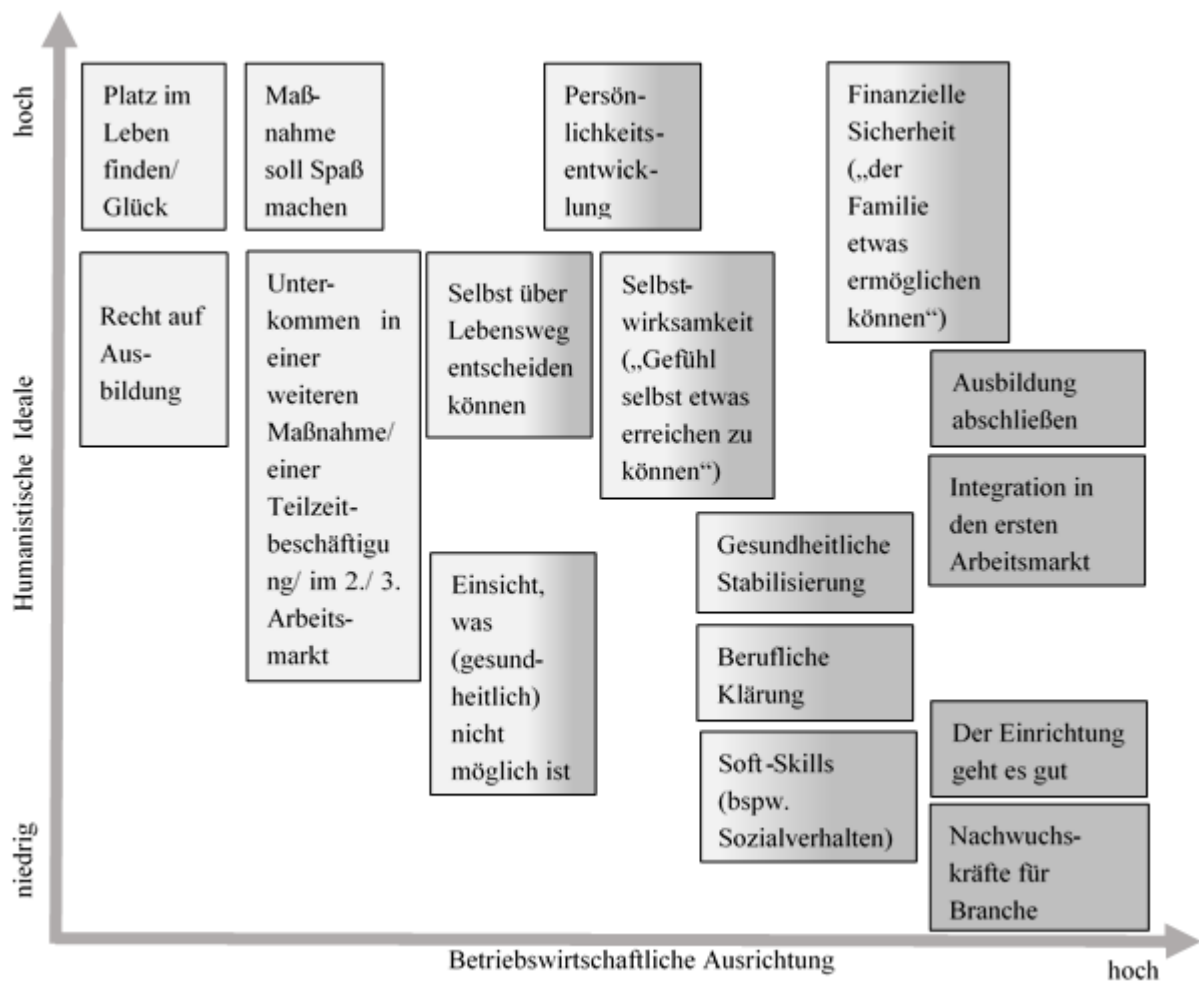 hoch
Humanistische Ideale
niedrig
Platz im
Leben
finden/
Glück
Maß-
nahme
soll Spaß
machen
Persön-
lichkeits-
entwick-
lung
Finanzielle
Sicherheit
(„der
Familie
etwas
ermöglichen
können“)
Recht auf
Aus-
bildung
Unter-
kommen in
einer
weiteren
Maßnahme/
einer
Teilzeit-
beschäftigu
ng/ im 2./ 3.
Arbeits-
markt
Selbst über
Lebensweg
entscheiden
können
Selbst-
wirksamkeit
(„Gefühl
selbst etwas
erreichen zu
können“)
Ausbildung
abschließen
Integration in
den ersten
Arbeitsmarkt
Gesundheitliche
Stabilisierung
Einsicht,
was
(gesund-
heitlich)
nicht
möglich ist
Berufliche
Klärung
Soft-Skills
(bspw.
Sozialverhalten)
Der Einrichtung
geht es gut
Nachwuchs-
kräfte für
Branche
Betriebswirtschaftliche Ausrichtung
hoch